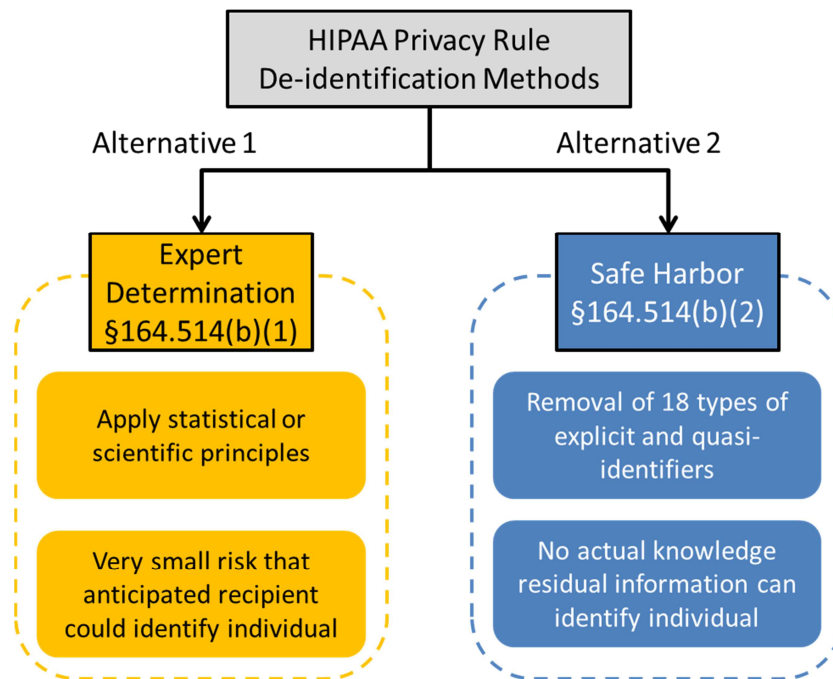 HIPAA Privacy Rule
De-identification Methods
Alternative 1
Alternative 2
Expert
Determination
§164.514(b)(1)
Apply statistical or
scientific principles
Very small risk that
anticipated recipient
could identify individual
Safe Harbor
§164.514(b)(2)
Removal of 18 types of
explicit and quasi-
identifiers
No actual knowledge
residual information can
identify individual